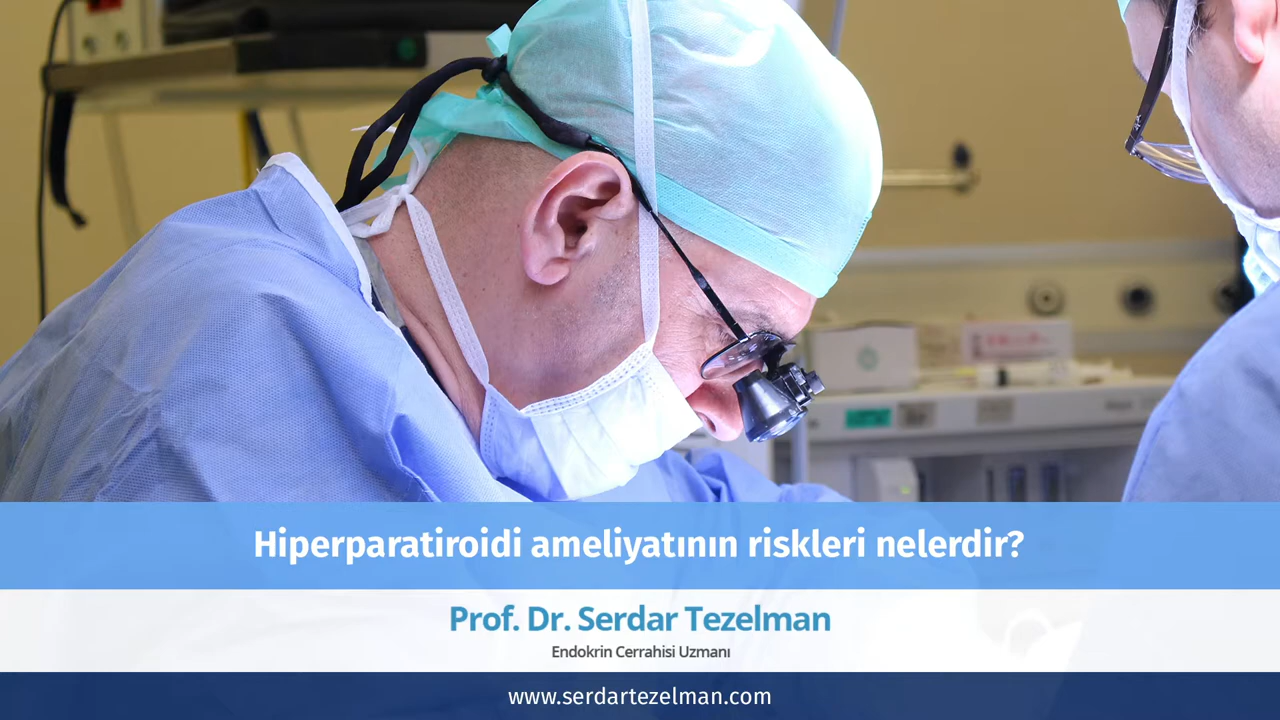 Hiperparatiroidi ameliyatının riskleri nelerdir?
Prof. Dr. Serdar Tezelman
Endokrin Cerrahisi Uzmanı
www.serdartezelman.com